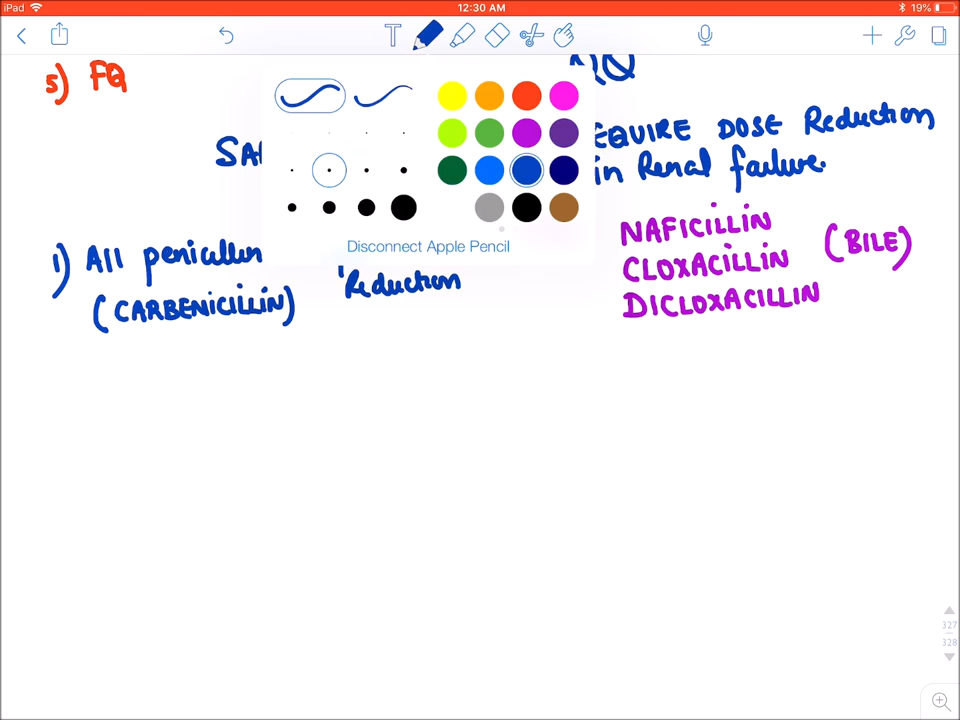 iPad 12:30 AM 19%
T
5) FQ
SAF
EQUIRE DOSE Reduction
in Renal failure.
Disconnect Apple Pencil
1) All penicillin
(CARBENICILLIN)
Reduction
NAFICILLIN
CLOXACILLIN
DICLOXACILLIN
(BILE)
327
328